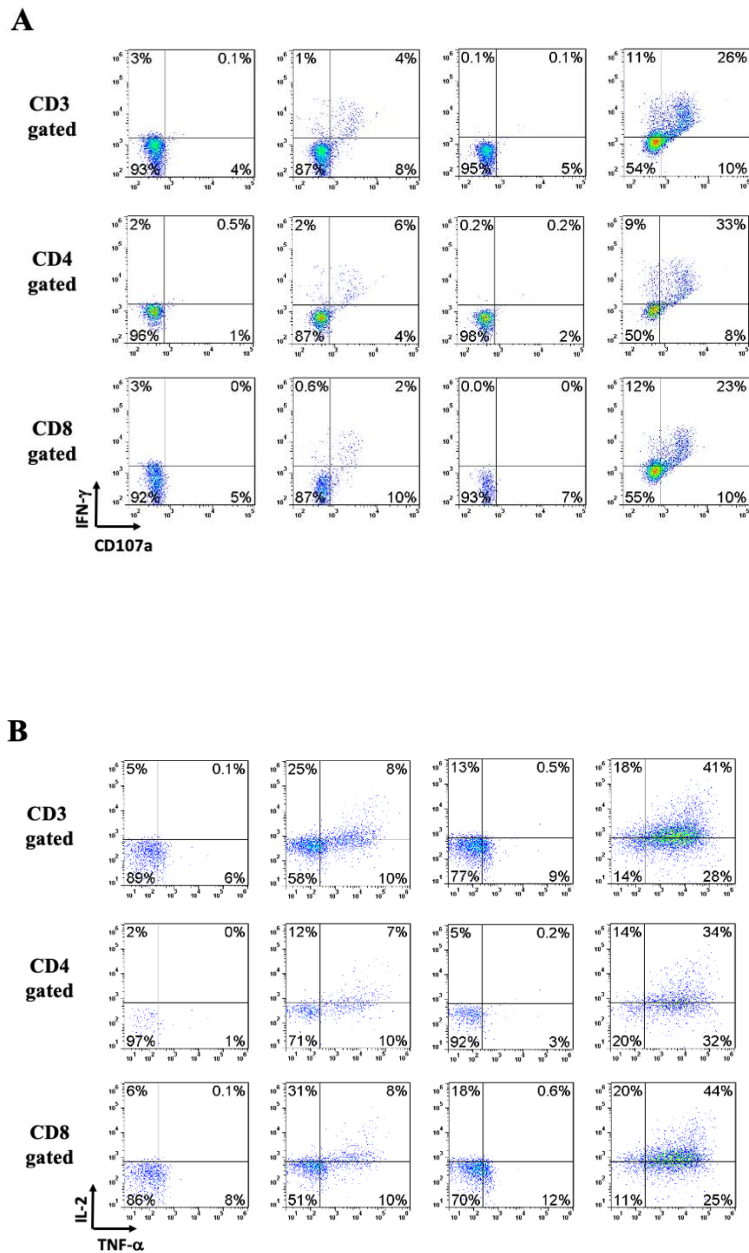 A
CD3 gated
3% 0.1% 93% 4%
1% 4% 87% 8%
0.1% 0.1% 95% 5%
11% 26% 54% 10%
CD4 gated
2% 0.5% 96% 1%
2% 6% 87% 4%
0.2% 0.2% 98% 2%
9% 33% 50% 8%
CD8 gated
3% 0% 92% 5%
0.6% 2% 87% 10%
0.0% 0% 93% 7%
12% 23% 55% 10%
IFN-γ
CD107a
B
CD3 gated
5% 0.1% 89% 6%
25% 8% 58% 10%
13% 0.5% 77% 9%
18% 41% 14% 28%
CD4 gated
2% 0% 97% 1%
12% 7% 71% 10%
5% 0.2% 92% 3%
14% 34% 20% 32%
CD8 gated
6% 0.1% 86% 8%
31% 8% 51% 10%
18% 0.6% 70% 12%
20% 44% 11% 25%
IL-2
TNF-α